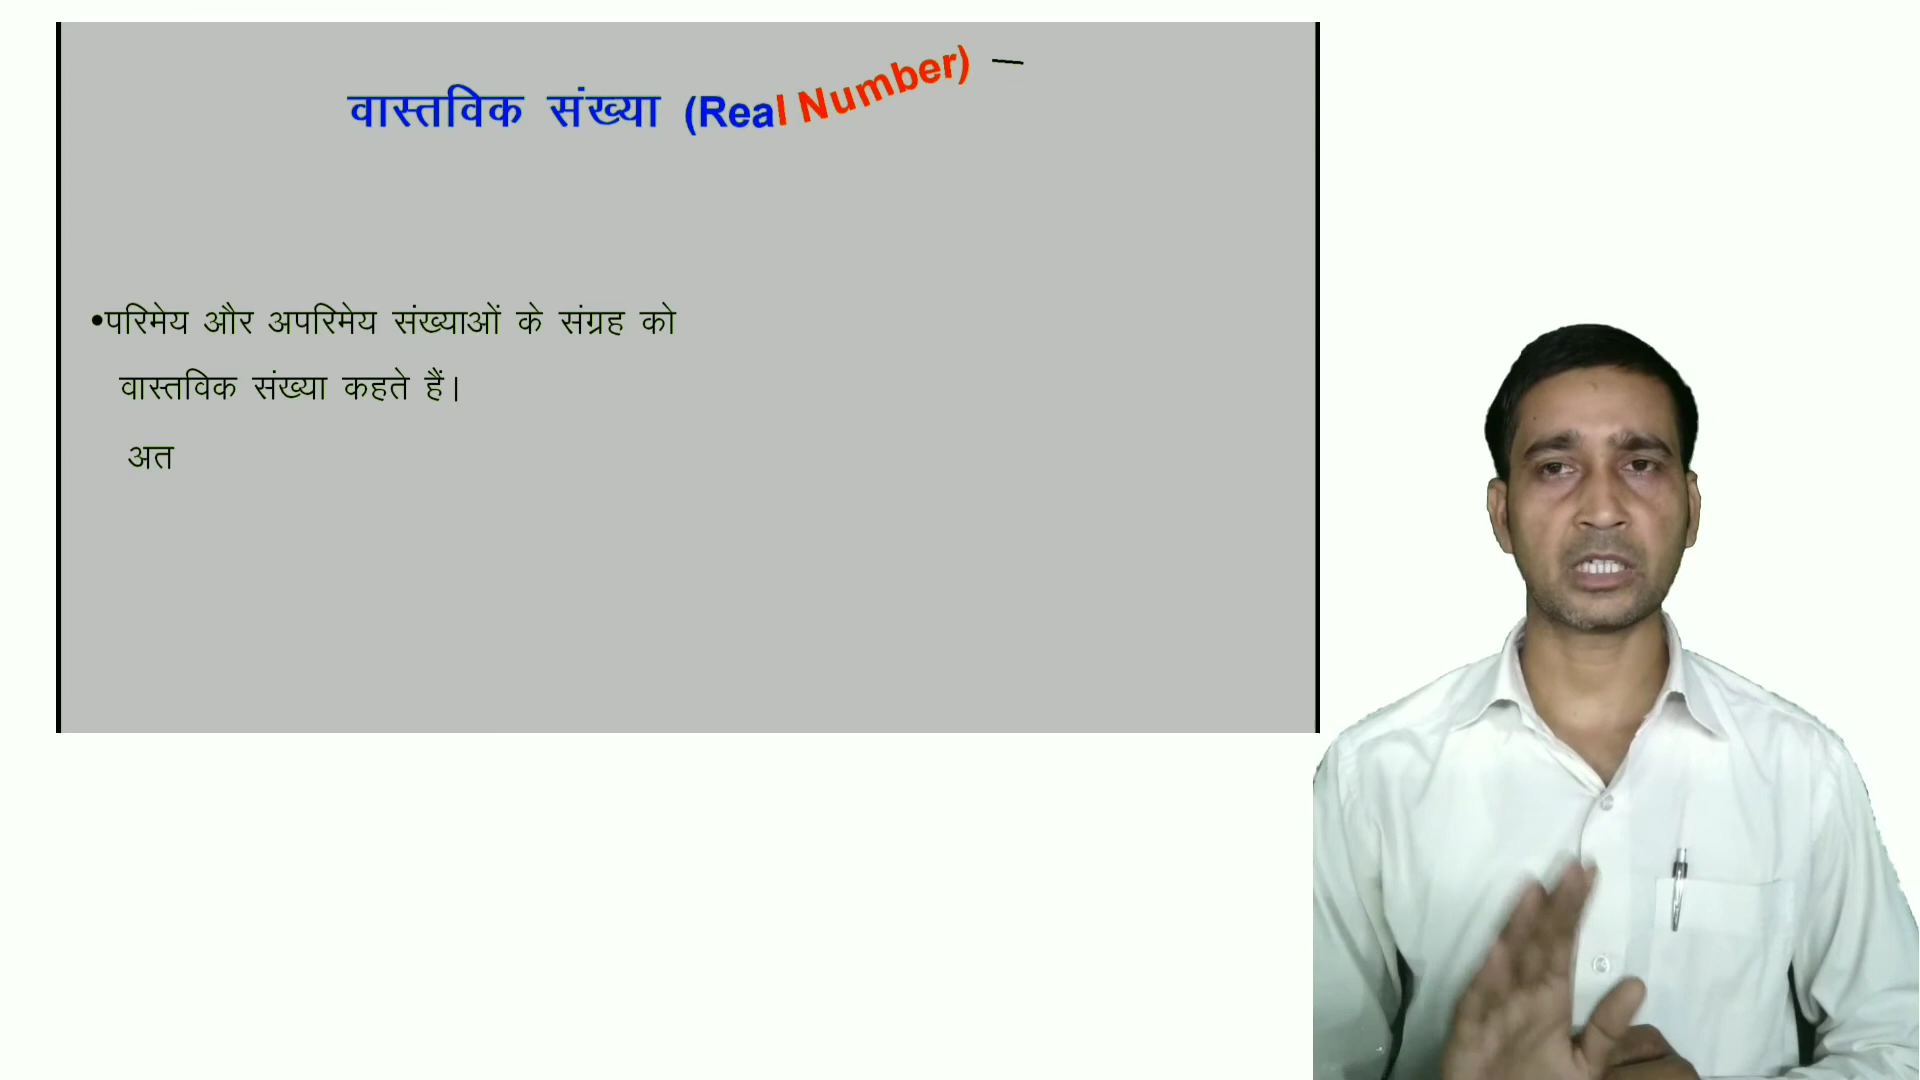 वास्तविक संख्या (Real Number) –
•परिमेय और अपरिमेय संख्याओं के संग्रह को
वास्तविक संख्या कहते हैं।
अत